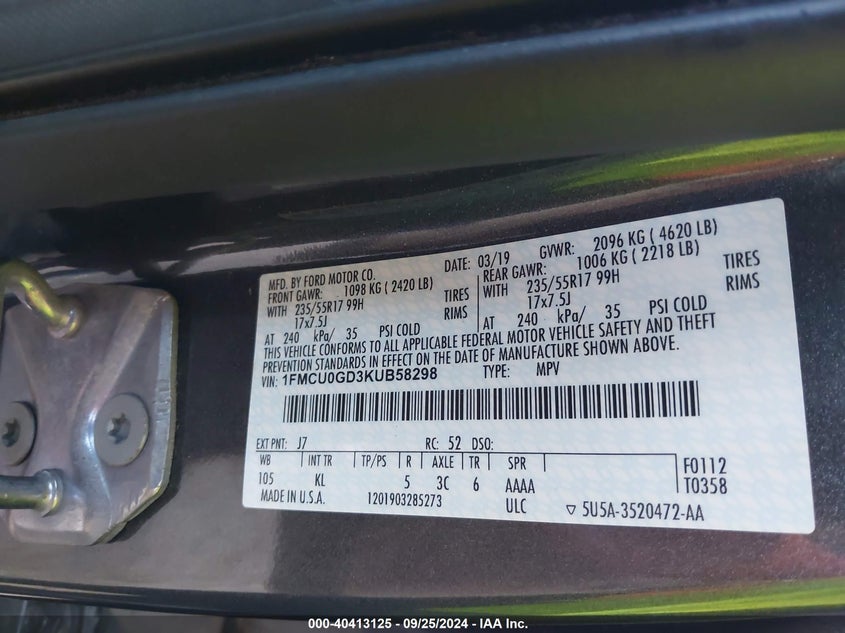 MFD. BY FORD MOTOR CO. DATE: 03/19 GVWR: 2096 KG ( 4620 LB)
FRONT GAWR: 1098 KG ( 2420 LB) REAR GAWR: 1006 KG ( 2218 LB)
WITH 235/55R17 99H TIRES WITH 235/55R17 99H TIRES
17x7.5J RIMS 17x7.5J RIMS
AT 240 kPa/ 35 PSI COLD AT 240 kPa/ 35 PSI COLD
THIS VEHICLE CONFORMS TO ALL APPLICABLE FEDERAL MOTOR VEHICLE SAFETY AND THEFT
PREVENTION STANDARDS IN EFFECT ON THE DATE OF MANUFACTURE SHOWN ABOVE.
VIN: 1FMCU0GD3KUB58298 TYPE: MPV
EXT PNT: J7 RC: 52 DSO:
WB INT TR TP/PS R AXLE TR SPR F0112
105 KL 5 3C 6 AAAA T0358
MADE IN U.S.A. 1201903285273 ULC 5U5A-3520472-AA
000-40413125 - 09/25/2024 - IAA Inc.